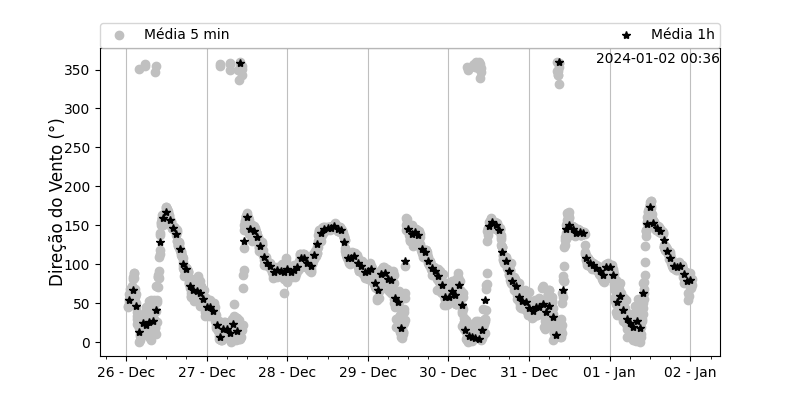 Média 5 min
Média 1h
2024-01-02 00:36
Direção do Vento (°)
350
300
250
200
150
100
50
0
26 - Dec
27 - Dec
28 - Dec
29 - Dec
30 - Dec
31 - Dec
01 - Jan
02 - Jan